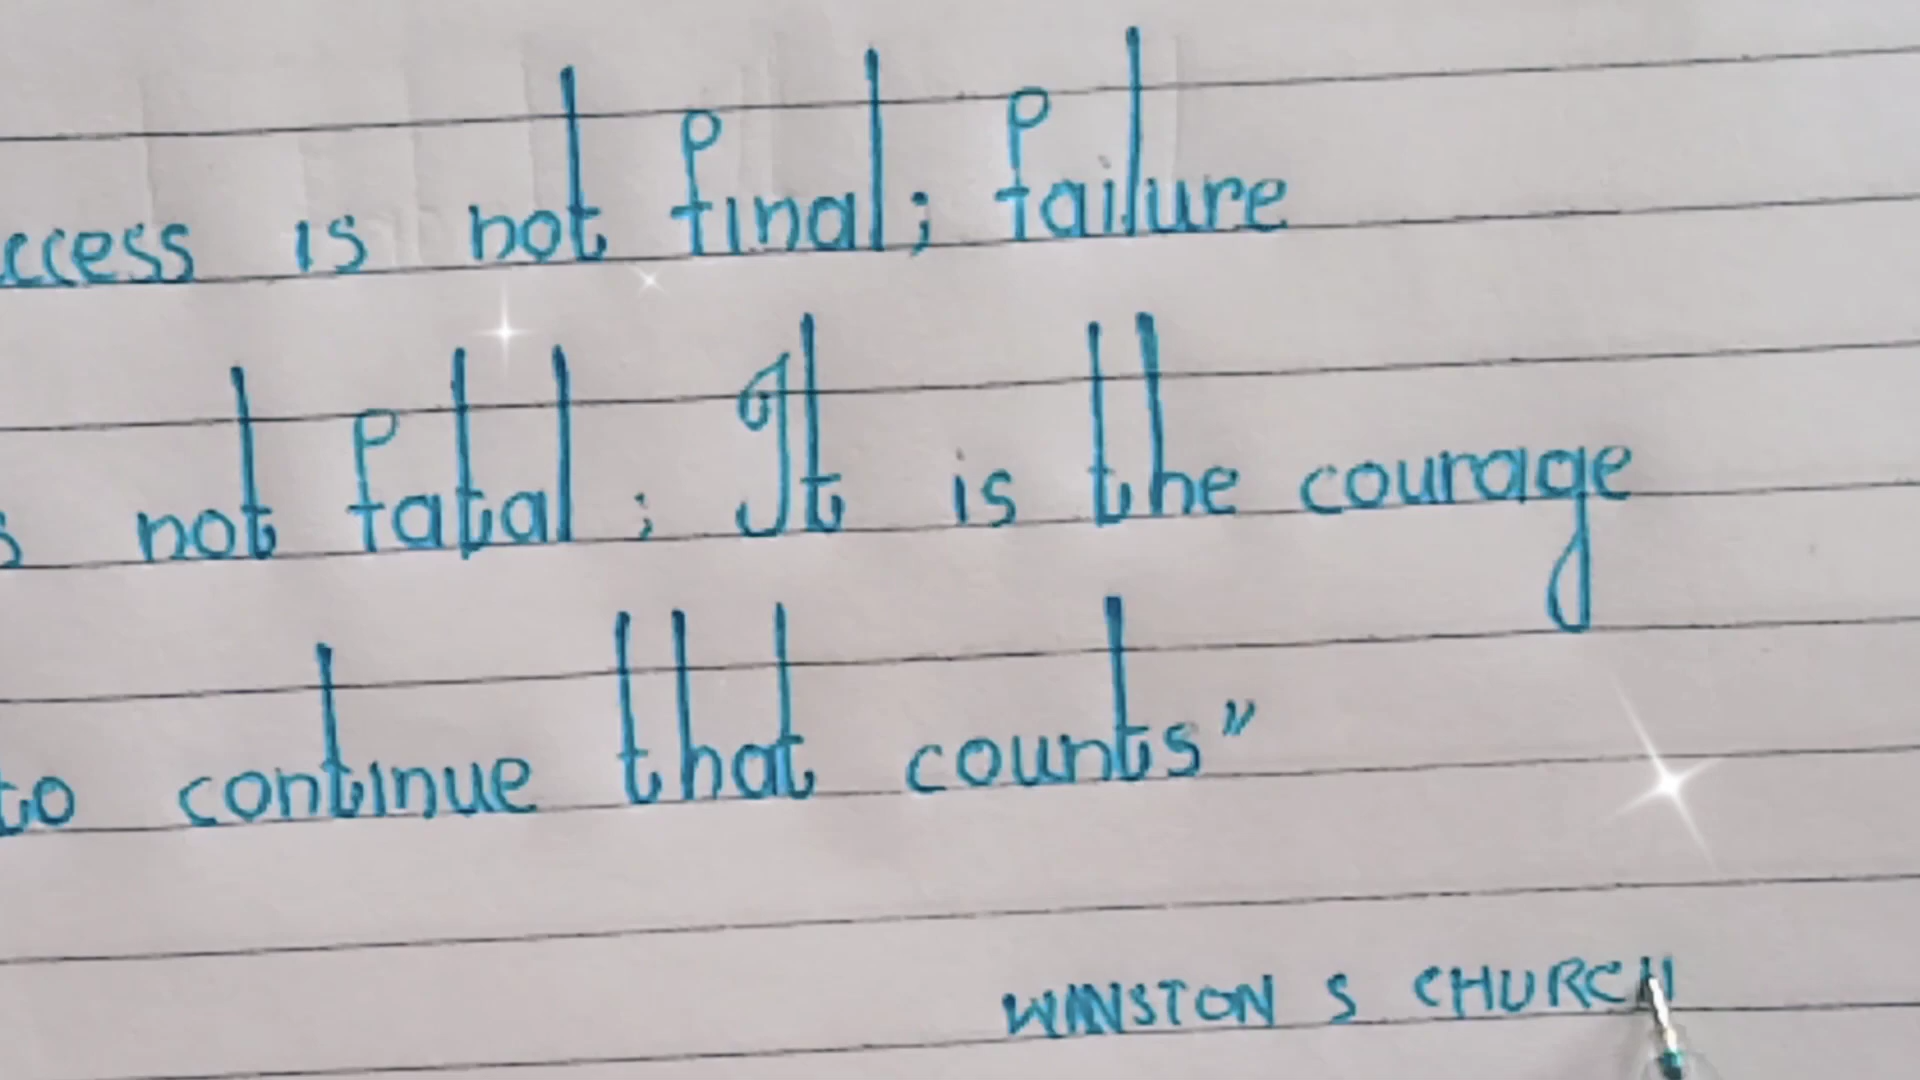 ccess is not final; failure
s not fatal; It is the courage
to continue that counts"
WINSTON S CHURCH